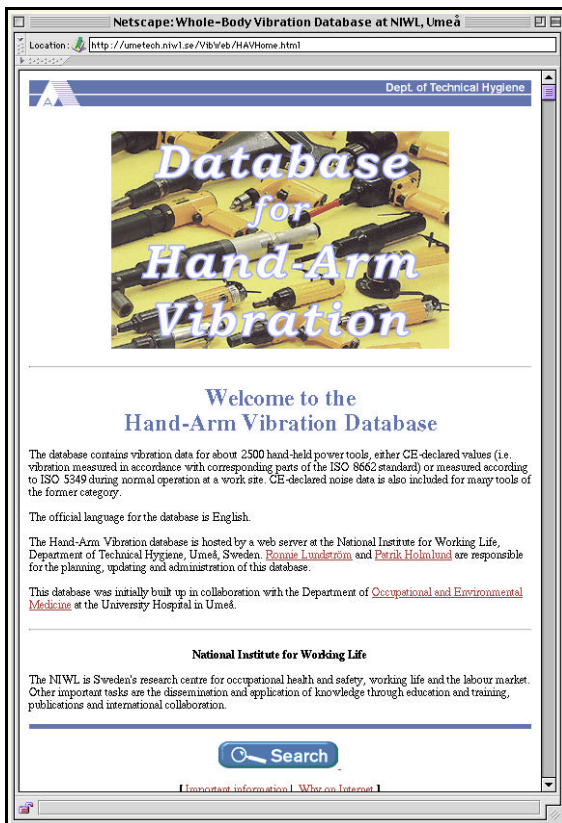 Netscape: Whole-Body Vibration Database at NIWL, Umeå
Location: http://umetech.niwl.se/VibWeb/HAVHome.html
Dept. of Technical Hygiene
A
Database
for
Hand-Arm
Vibration
Welcome to the
Hand-Arm Vibration Database
The database contains vibration data for about 2500 hand-held power tools, either CE-declared values (i.e.
vibration measured in accordance with corresponding parts of the ISO 8662 standard) or measured according
to ISO 5349 during normal operation at a work site. CE-declared noise data is also included for many tools of
the former category.
The official language for the database is English.
The Hand-Arm Vibration database is hosted by a web server at the National Institute for Working Life,
Department of Technical Hygiene, Umeå, Sweden. Ronnie Lundström and Patrik Holmlund are responsible
for the planning, updating and administration of this database.
This database was initially built up in collaboration with the Department of Occupational and Environmental
Medicine at the University Hospital in Umeå.
National Institute for Working Life
The NIWL is Sweden's research centre for occupational health and safety, working life and the labour market.
Other important tasks are the dissemination and application of knowledge through education and training,
publications and international collaboration.
Search
[ Important information | Why on Internet ]